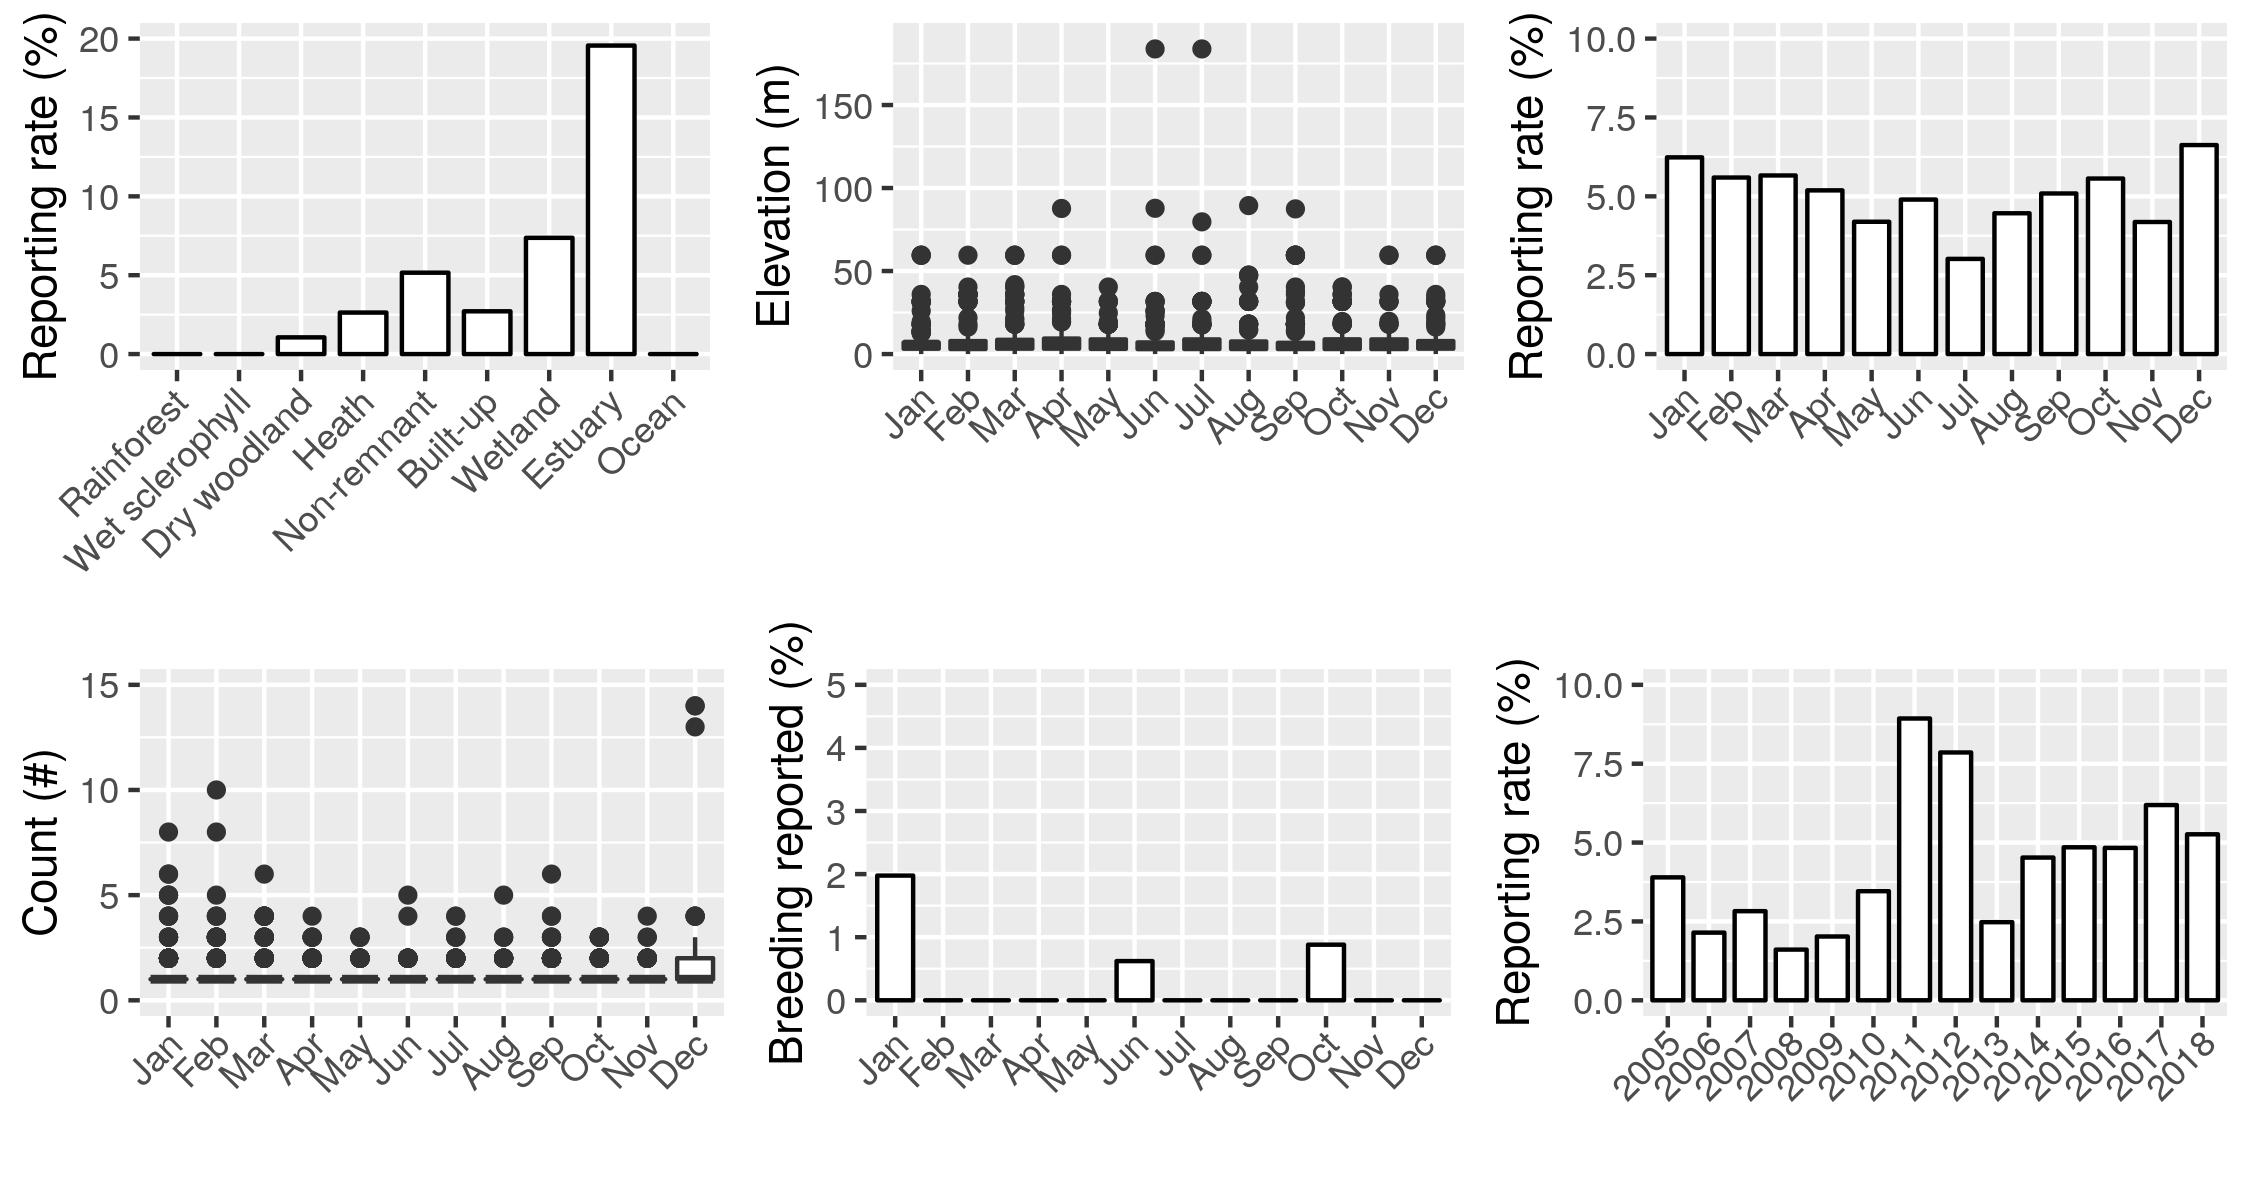 Reporting rate (%)
20
15
10
5
0
Rainforest
Wet sclerophyll
Dry woodland
Heath
Non-remnant
Built-up
Wetland
Estuary
Ocean
Elevation (m)
150
100
50
0
Jan
Feb
Mar
Apr
May
Jun
Jul
Aug
Sep
Oct
Nov
Dec
Reporting rate (%)
10.0
7.5
5.0
2.5
0.0
Jan
Feb
Mar
Apr
May
Jun
Jul
Aug
Sep
Oct
Nov
Dec
Count (#)
15
10
5
0
Jan
Feb
Mar
Apr
May
Jun
Jul
Aug
Sep
Oct
Nov
Dec
Breeding reported (%)
5
4
3
2
1
0
Jan
Feb
Mar
Apr
May
Jun
Jul
Aug
Sep
Oct
Nov
Dec
Reporting rate (%)
10.0
7.5
5.0
2.5
0.0
2005
2006
2007
2008
2009
2010
2011
2012
2013
2014
2015
2016
2017
2018